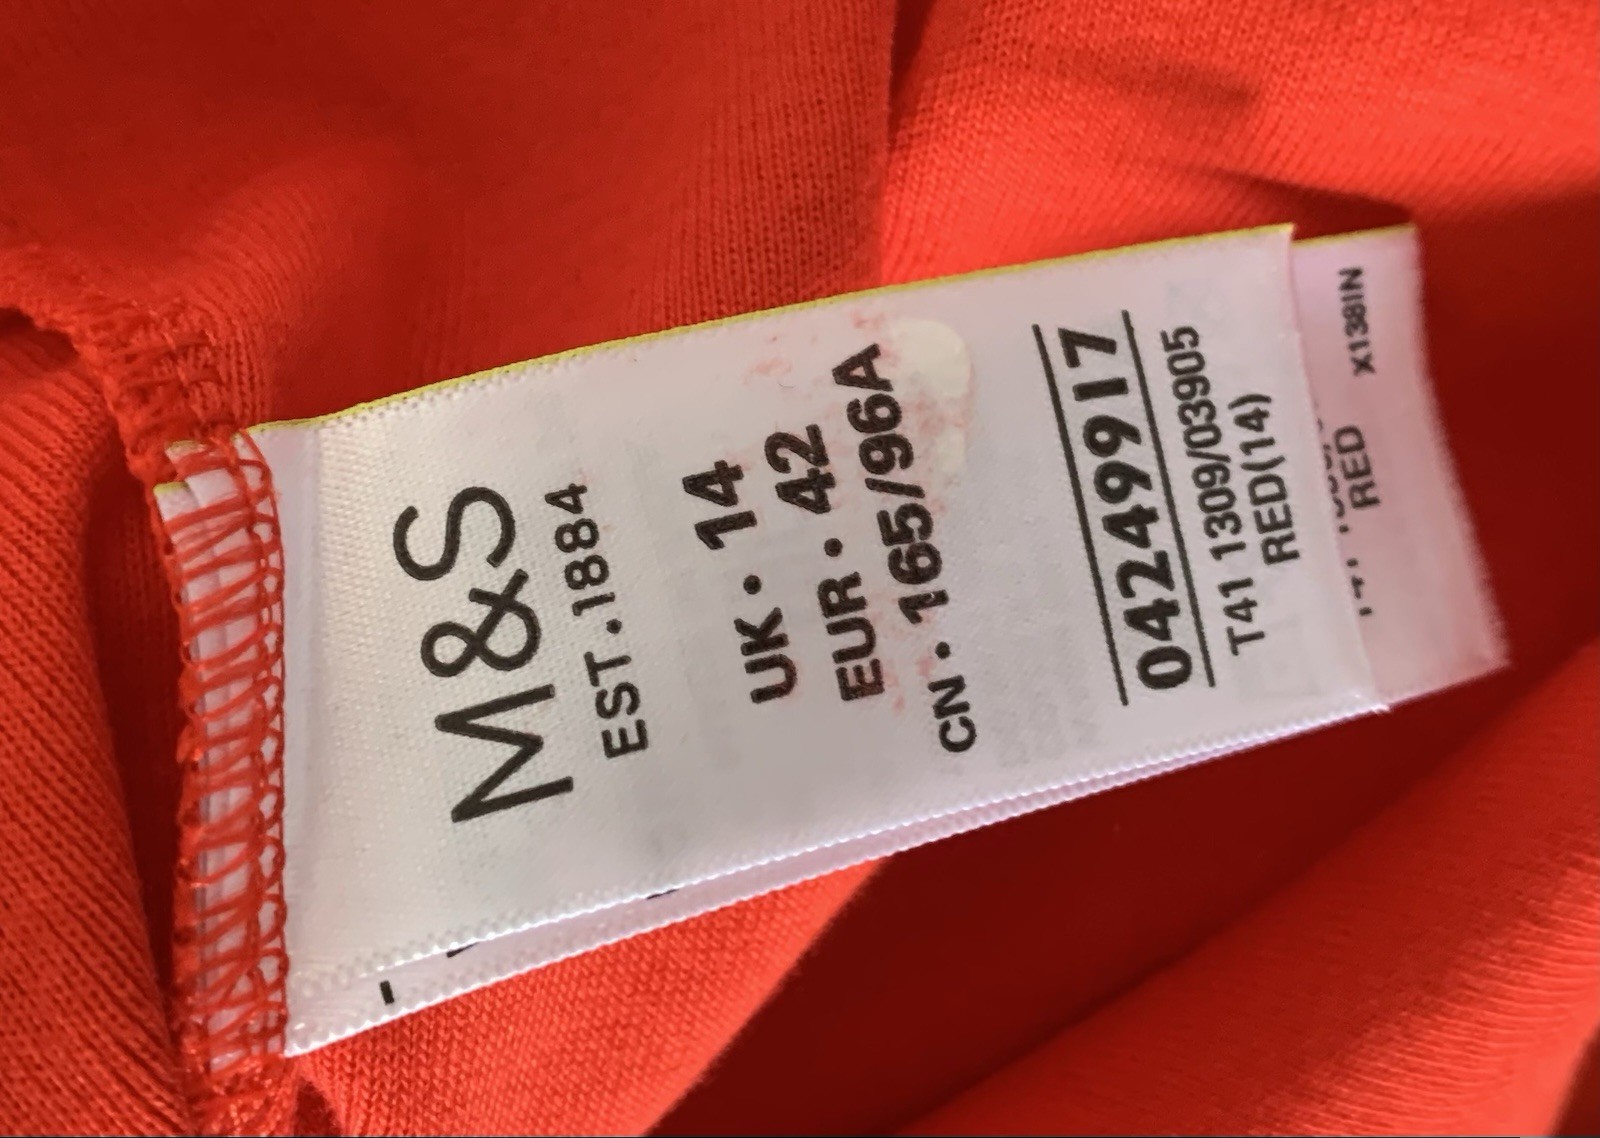 M&S
EST.1884
UK • 14
EUR • 42
CN • 165/96A
04249917
T41 1309/03905
RED(14)
RED
X138IN